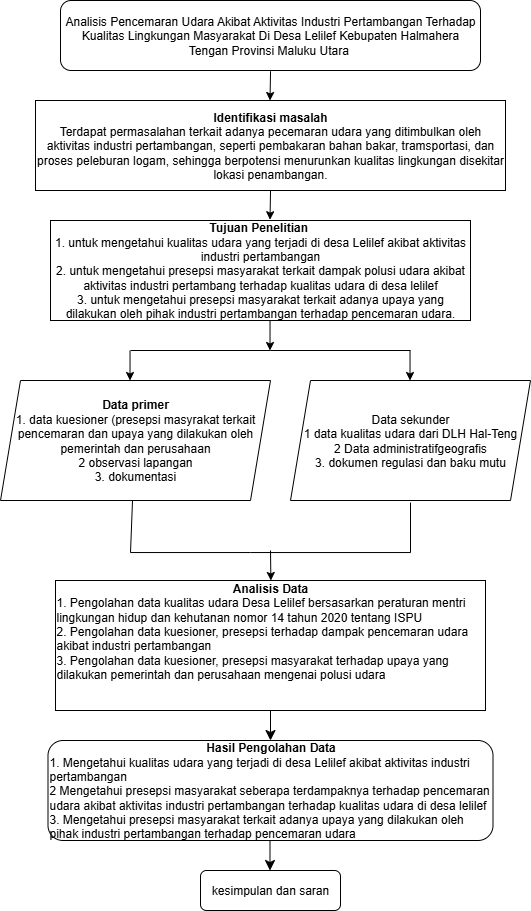 Analisis Pencemaran Udara Akibat Aktivitas Industri Pertambangan Terhadap
Kualitas Lingkungan Masyarakat Di Desa Lelilef Kebupaten Halmahera
Tengan Provinsi Maluku Utara
Identifikasi masalah
Terdapat permasalahan terkait adanya pecemaran udara yang ditimbulkan oleh
aktivitas industri pertambangan, seperti pembakaran bahan bakar, tramsportasi, dan
proses peleburan logam, sehingga berpotensi menurunkan kualitas lingkungan disekitar
lokasi penambangan.
Tujuan Penelitian
1. untuk mengetahui kualitas udara yang terjadi di desa Lelilef akibat aktivitas
industri pertambangan
2. untuk mengetahui presepsi masyarakat terkait dampak polusi udara akibat
aktivitas industri pertambang terhadap kualitas udara di desa lelilef
3. untuk mengetahui presepsi masyarakat terkait adanya upaya yang
dilakukan oleh pihak industri pertambangan terhadap pencemaran udara.
Data primer
1. data kuesioner (presepsi masyrakat terkait
pencemaran dan upaya yang dilakukan oleh
pemerintah dan perusahaan
2 observasi lapangan
3. dokumentasi
Data sekunder
1 data kualitas udara dari DLH Hal-Teng
2 Data administratifgeografis
3. dokumen regulasi dan baku mutu
Analisis Data
1. Pengolahan data kualitas udara Desa Lelilef bersasarkan peraturan mentri
lingkungan hidup dan kehutanan nomor 14 tahun 2020 tentang ISPU
2. Pengolahan data kuesioner, presepsi terhadap dampak pencemaran udara
akibat industri pertambangan
3. Pengolahan data kuesioner, presepsi masyarakat terhadap upaya yang
dilakukan pemerintah dan perusahaan mengenai polusi udara
Hasil Pengolahan Data
1. Mengetahui kualitas udara yang terjadi di desa Lelilef akibat aktivitas industri
pertambangan
2 Mengetahui presepsi masyarakat seberapa terdampaknya terhadap pencemaran
udara akibat aktivitas industri pertambangan terhadap kualitas udara di desa lelilef
3. Mengetahui presepsi masyarakat terkait adanya upaya yang dilakukan oleh
pihak industri pertambangan terhadap pencemaran udara
kesimpulan dan saran